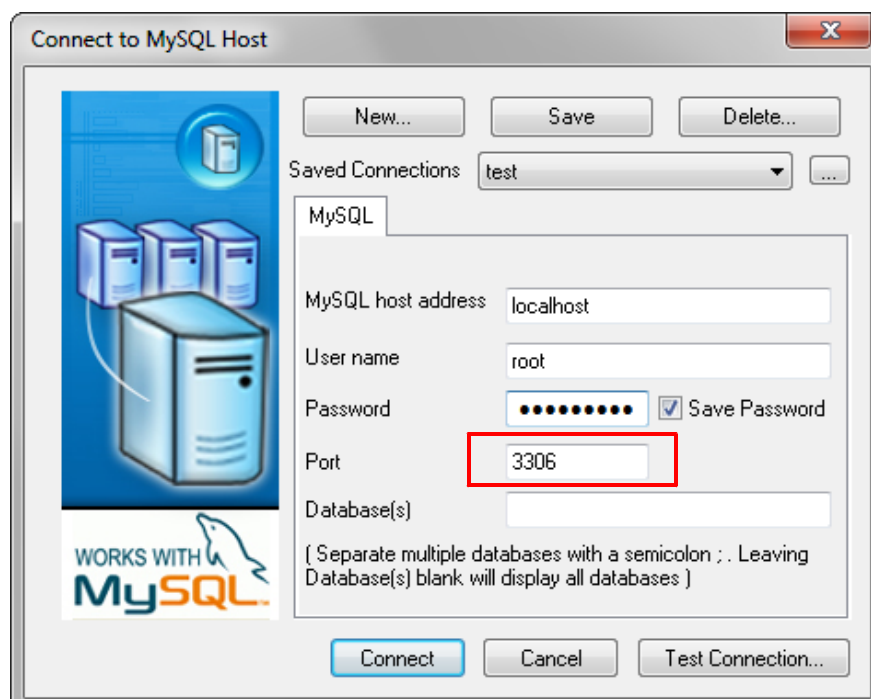 Connect to MySQL Host
New...
Save
Delete...
Saved Connections
test
...
MySQL
MySQL host address
localhost
User name
root
Password
●●●●●●●●●
Save Password
Port
3306
Database(s)
( Separate multiple databases with a semicolon ; . Leaving
Database(s) blank will display all databases )
WORKS WITH
MySQL™
Connect
Cancel
Test Connection...